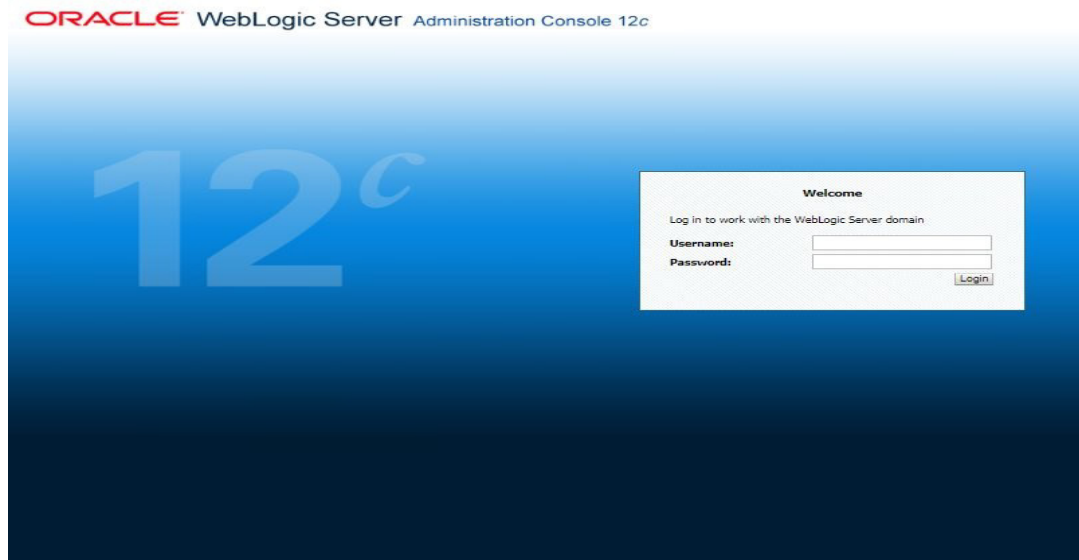 ORACLE WebLogic Server Administration Console 12c
12c
Welcome
Log in to work with the WebLogic Server domain
Username:
Password:
Login